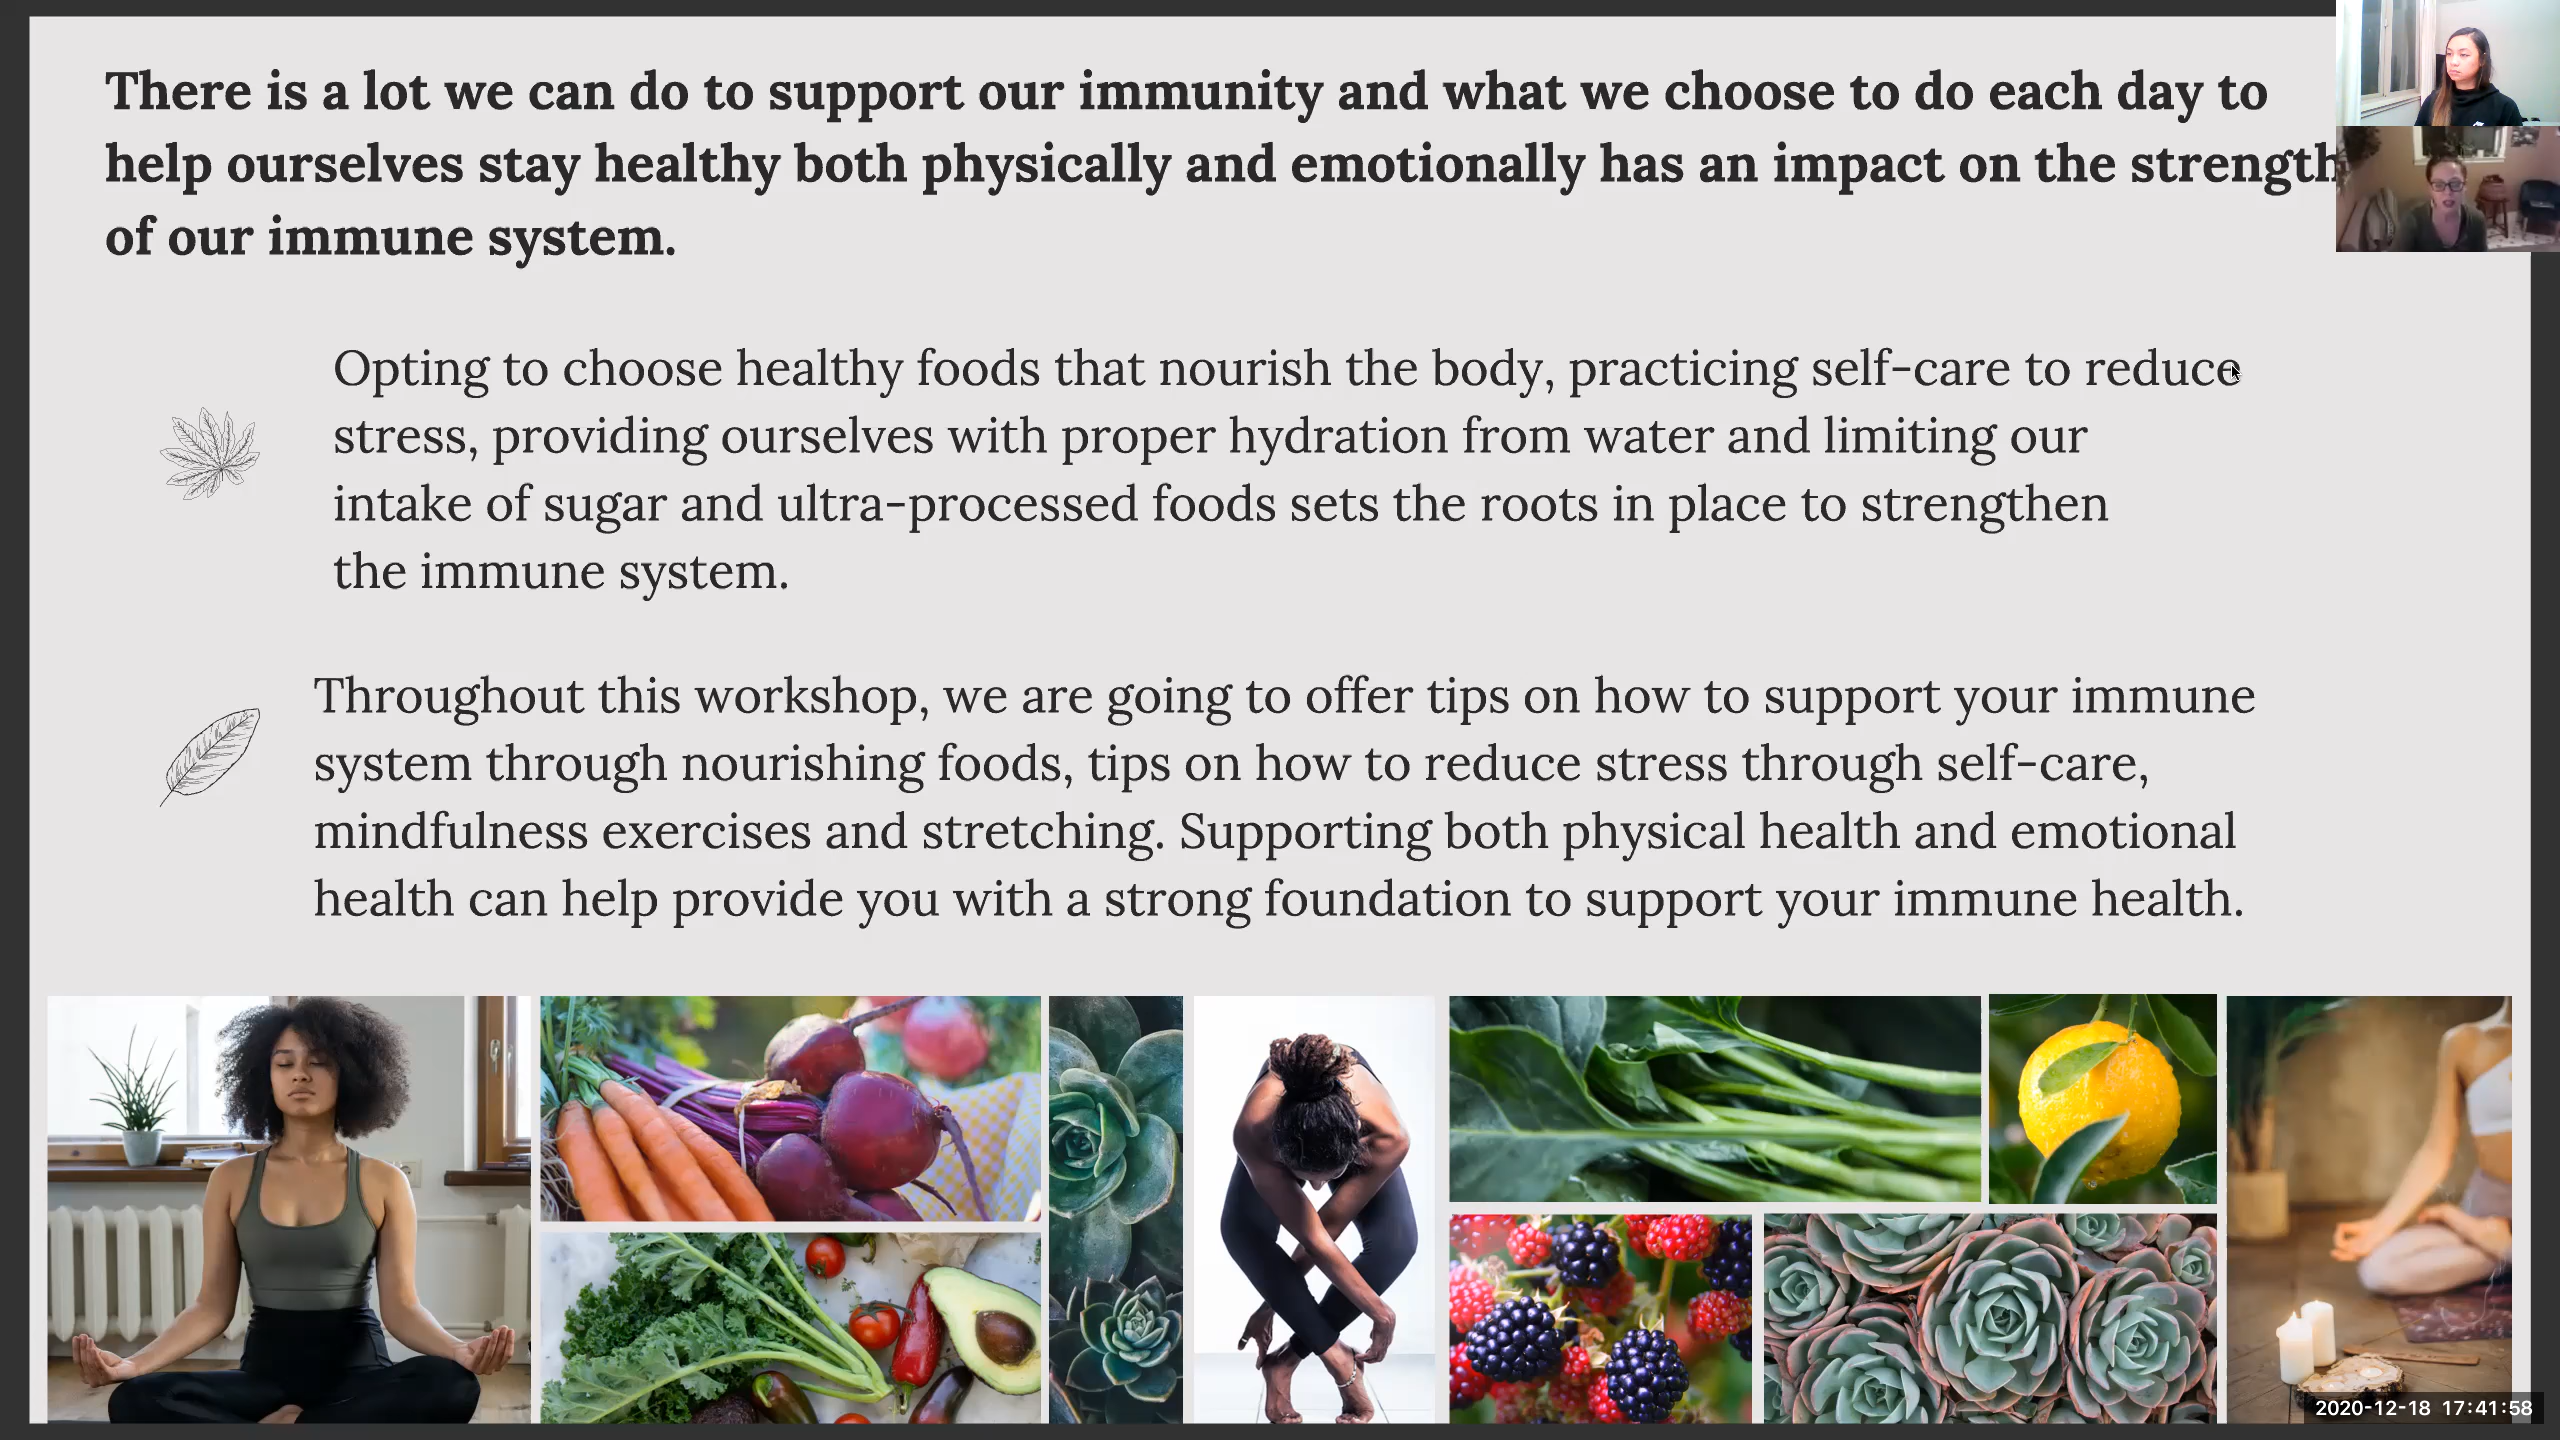 There is a lot we can do to support our immunity and what we choose to do each day to
help ourselves stay healthy both physically and emotionally has an impact on the strength
of our immune system.
Opting to choose healthy foods that nourish the body, practicing self-care to reduce
stress, providing ourselves with proper hydration from water and limiting our
intake of sugar and ultra-processed foods sets the roots in place to strengthen
the immune system.
Throughout this workshop, we are going to offer tips on how to support your immune
system through nourishing foods, tips on how to reduce stress through self-care,
mindfulness exercises and stretching. Supporting both physical health and emotional
health can help provide you with a strong foundation to support your immune health.
2020-12-18 17:41:58